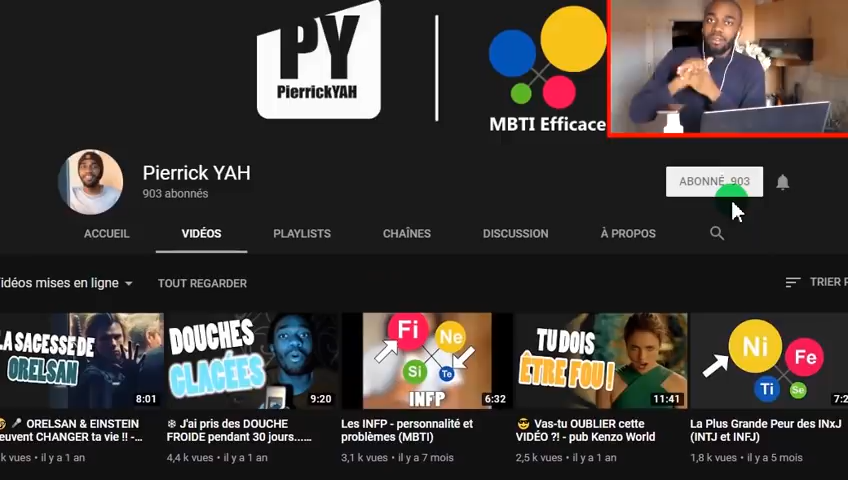 PY
PierrickYAH
MBTI Efficace
Pierrick YAH
903 abonnés
ABONNÉ 903
ACCUEIL
VIDÉOS
PLAYLISTS
CHAÎNES
DISCUSSION
À PROPOS
idéos mises en ligne
TOUT REGARDER
TRIER P
LA SAGESSE DE
ORELSAN
8:01
DOUCHES
GLACÉES
9:20
Fi
Ne
Si
Te
INFP
6:32
TU DOIS
ÊTRE FOU !
11:41
Ni
Fe
Ti
Se
7:2
ORELSAN & EINSTEIN
euvent CHANGER ta vie !! -...
k vues • il y a 1 an
J'ai pris des DOUCHE
FROIDE pendant 30 jours......
4,4 k vues • il y a 1 an
Les INFP - personnalité et
problèmes (MBTI)
3,1 k vues • il y a 7 mois
Vas-tu OUBLIER cette
VIDÉO ?! - pub Kenzo World
2,5 k vues • il y a 1 an
La Plus Grande Peur des INxJ
(INTJ et INFJ)
1,8 k vues • il y a 5 mois